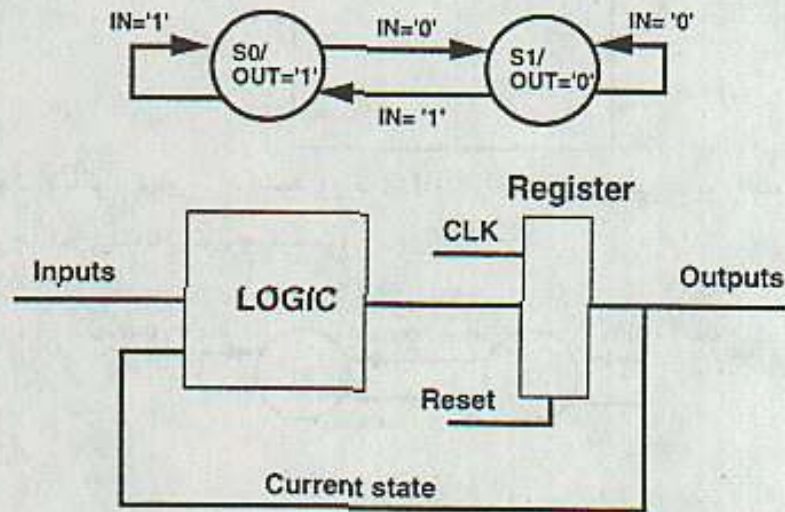 IN='1'
S0/
OUT='1'
IN='0'
S1/
OUT='0'
IN= '0'
IN= '1'
Register
CLK
Inputs
LOGIC
Outputs
Reset
Current state